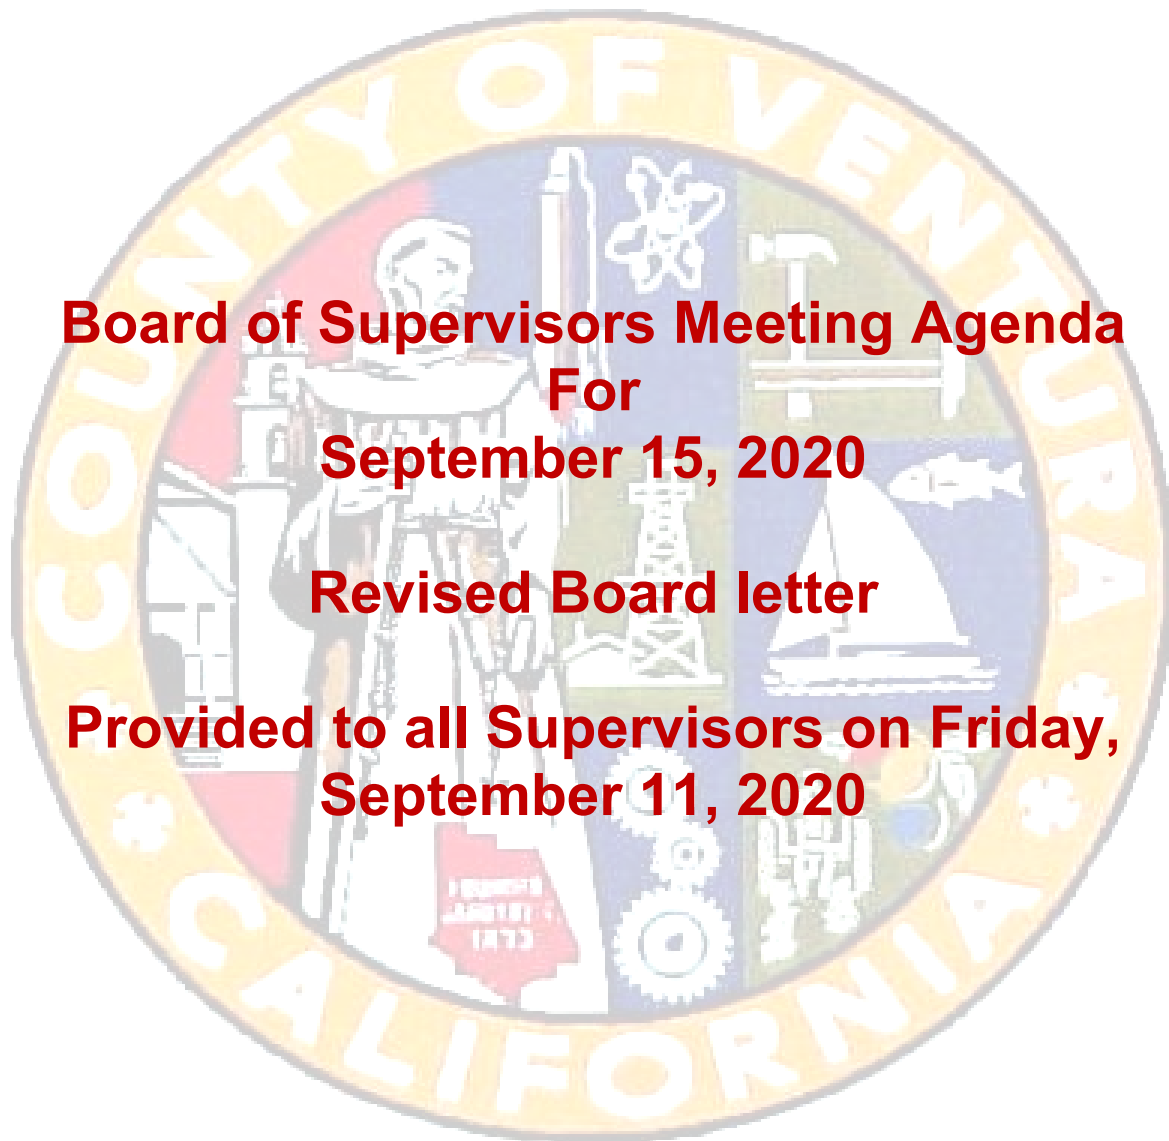 COUNTY OF VENTURA
Board of Supervisors Meeting Agenda
For
September 15, 2020
Revised Board letter
Provided to all Supervisors on Friday,
September 11, 2020
1873
CALIFORNIA